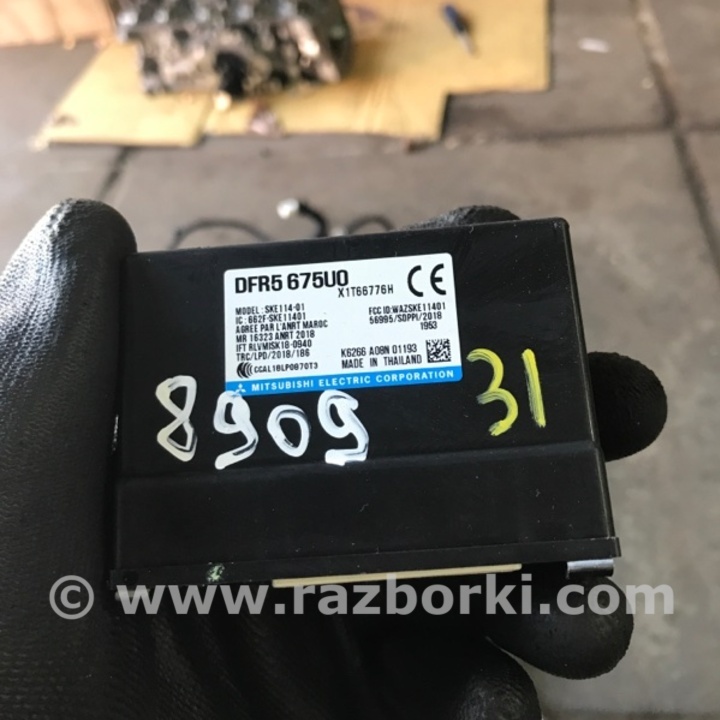 DFR5 675U0
X1T66776H
CE
MODEL: SKE114-01
IC: 662F-SKE11401
AGREE PAR L'ANRT MAROC
MR 16323 ANRT 2018
IFT RLVMISK18-0940
TRC/LPD/2018/186
CCAL18LP0870T3
FCC ID: WAZSKE11401
56995/SDPPI/2018
1953
K6266 A08N 01193
MADE IN THAILAND
MITSUBISHI ELECTRIC CORPORATION
8909
31
© www.razborki.com